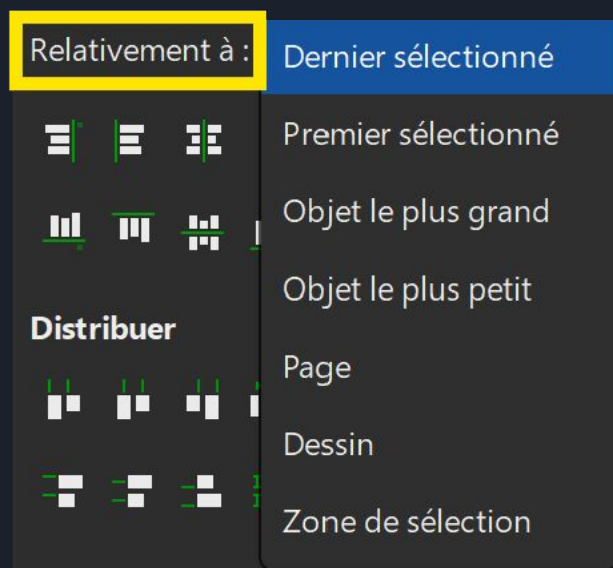 Relativement à :
Dernier sélectionné
Premier sélectionné
Objet le plus grand
Objet le plus petit
Distribuer
Page
Dessin
Zone de sélection